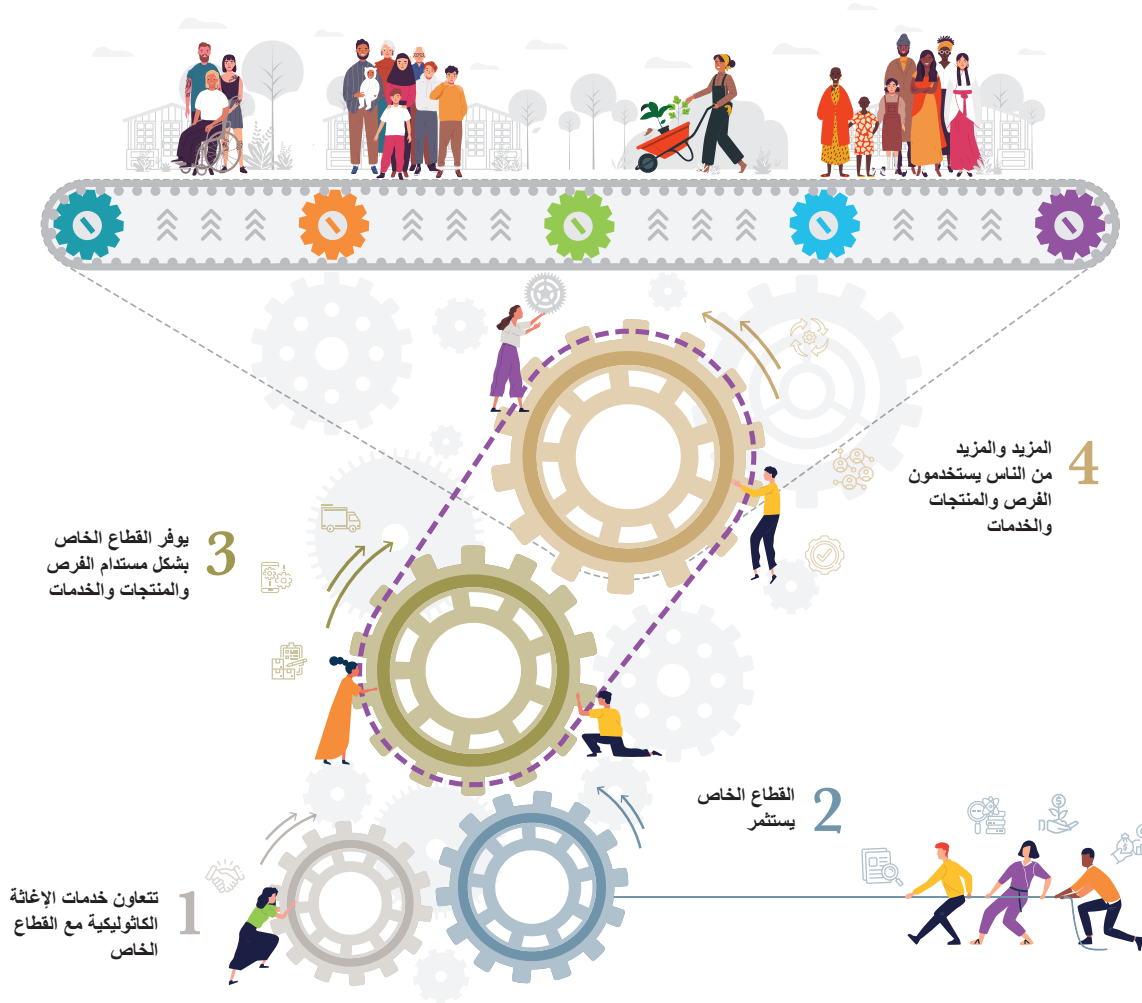 1
تتعاون خدمات الإغاثة
الكاثوليكية مع القطاع
الخاص
2
القطاع الخاص
يستثمر
3
يوفر القطاع الخاص
بشكل مستدام الفرص
والمنتجات والخدمات
4
المزيد والمزيد
من الناس يستخدمون
الفرص والمنتجات
والخدمات